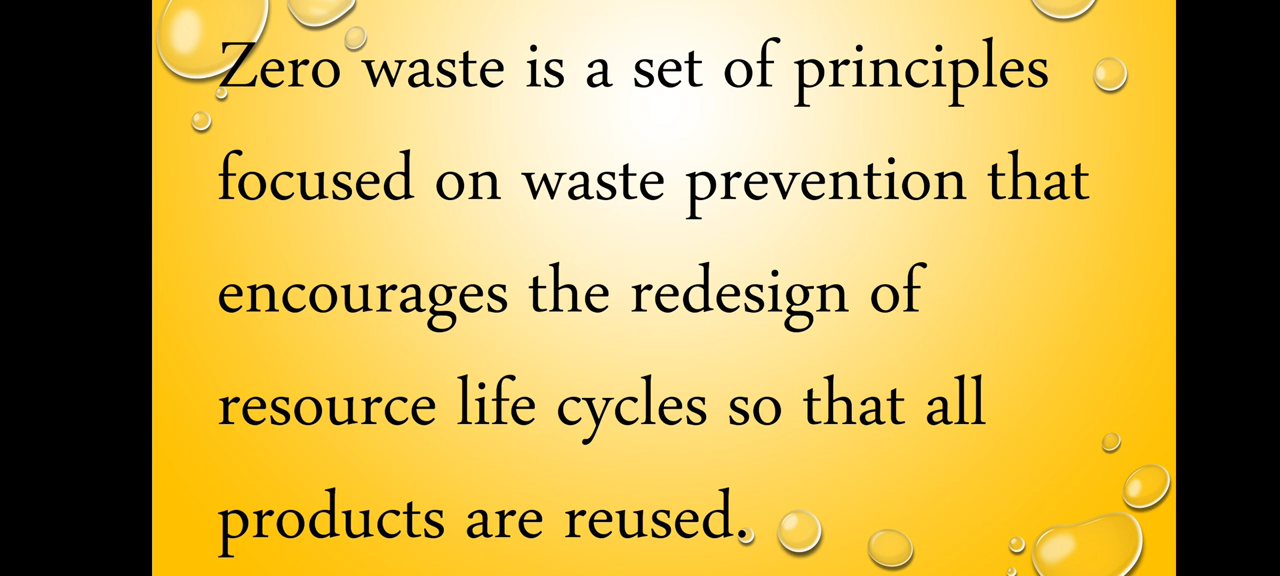 Zero waste is a set of principles
focused on waste prevention that
encourages the redesign of
resource life cycles so that all
products are reused.